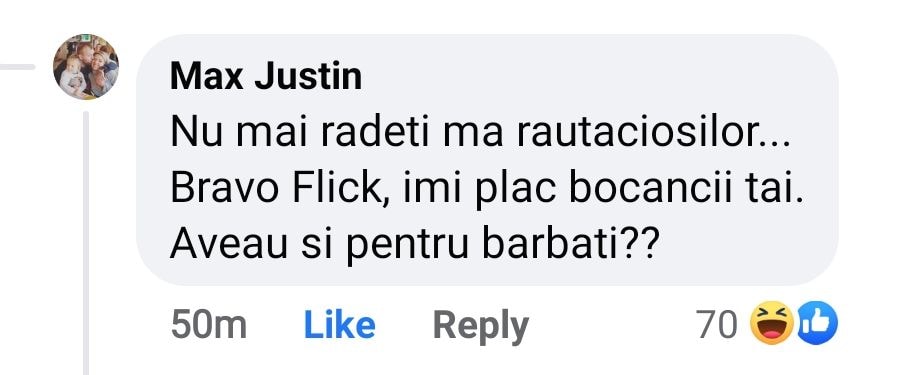 Max Justin
Nu mai radeti ma rautaciosilor...
Bravo Flick, imi plac bocancii tai.
Aveau si pentru barbati??
50m Like Reply 70